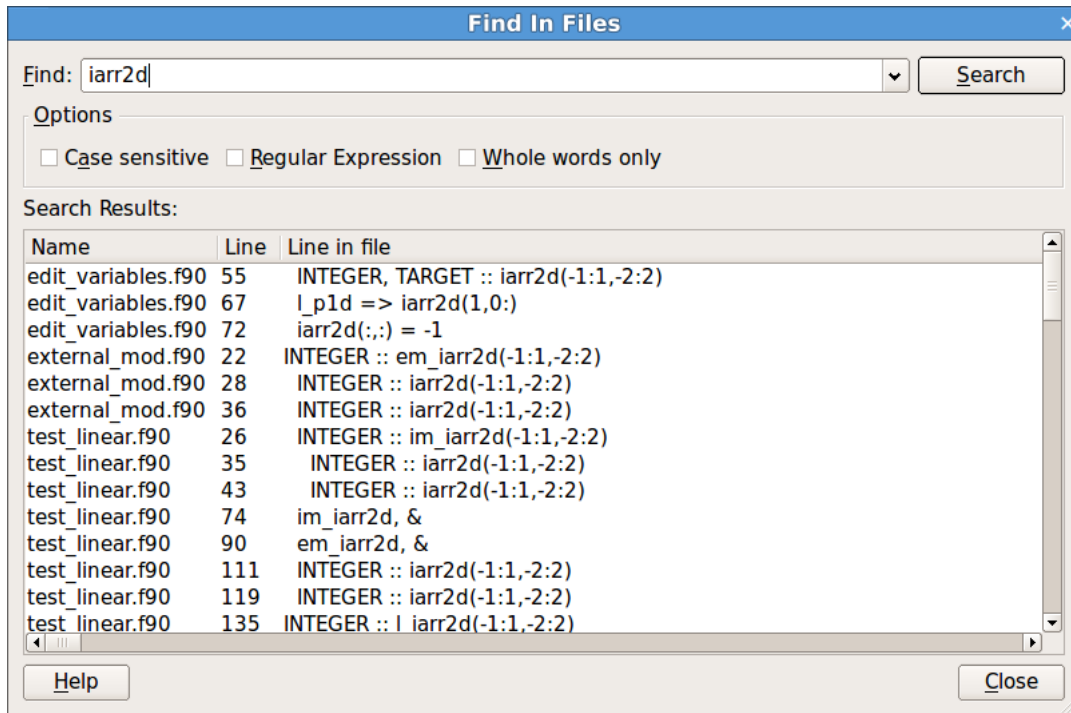 Find In Files
Find: iarr2d Search
Options
Case sensitive Regular Expression Whole words only
Search Results:
Name Line Line in file
edit_variables.f90 55 INTEGER, TARGET :: iarr2d(-1:1,-2:2)
edit_variables.f90 67 l_p1d => iarr2d(1,0:)
edit_variables.f90 72 iarr2d(:,:) = -1
external_mod.f90 22 INTEGER :: em_iarr2d(-1:1,-2:2)
external_mod.f90 28 INTEGER :: iarr2d(-1:1,-2:2)
external_mod.f90 36 INTEGER :: iarr2d(-1:1,-2:2)
test_linear.f90 26 INTEGER :: im_iarr2d(-1:1,-2:2)
test_linear.f90 35 INTEGER :: iarr2d(-1:1,-2:2)
test_linear.f90 43 INTEGER :: iarr2d(-1:1,-2:2)
test_linear.f90 74 im_iarr2d, &
test_linear.f90 90 em_iarr2d, &
test_linear.f90 111 INTEGER :: iarr2d(-1:1,-2:2)
test_linear.f90 119 INTEGER :: iarr2d(-1:1,-2:2)
test_linear.f90 135 INTEGER :: l_iarr2d(-1:1,-2:2)
Help Close